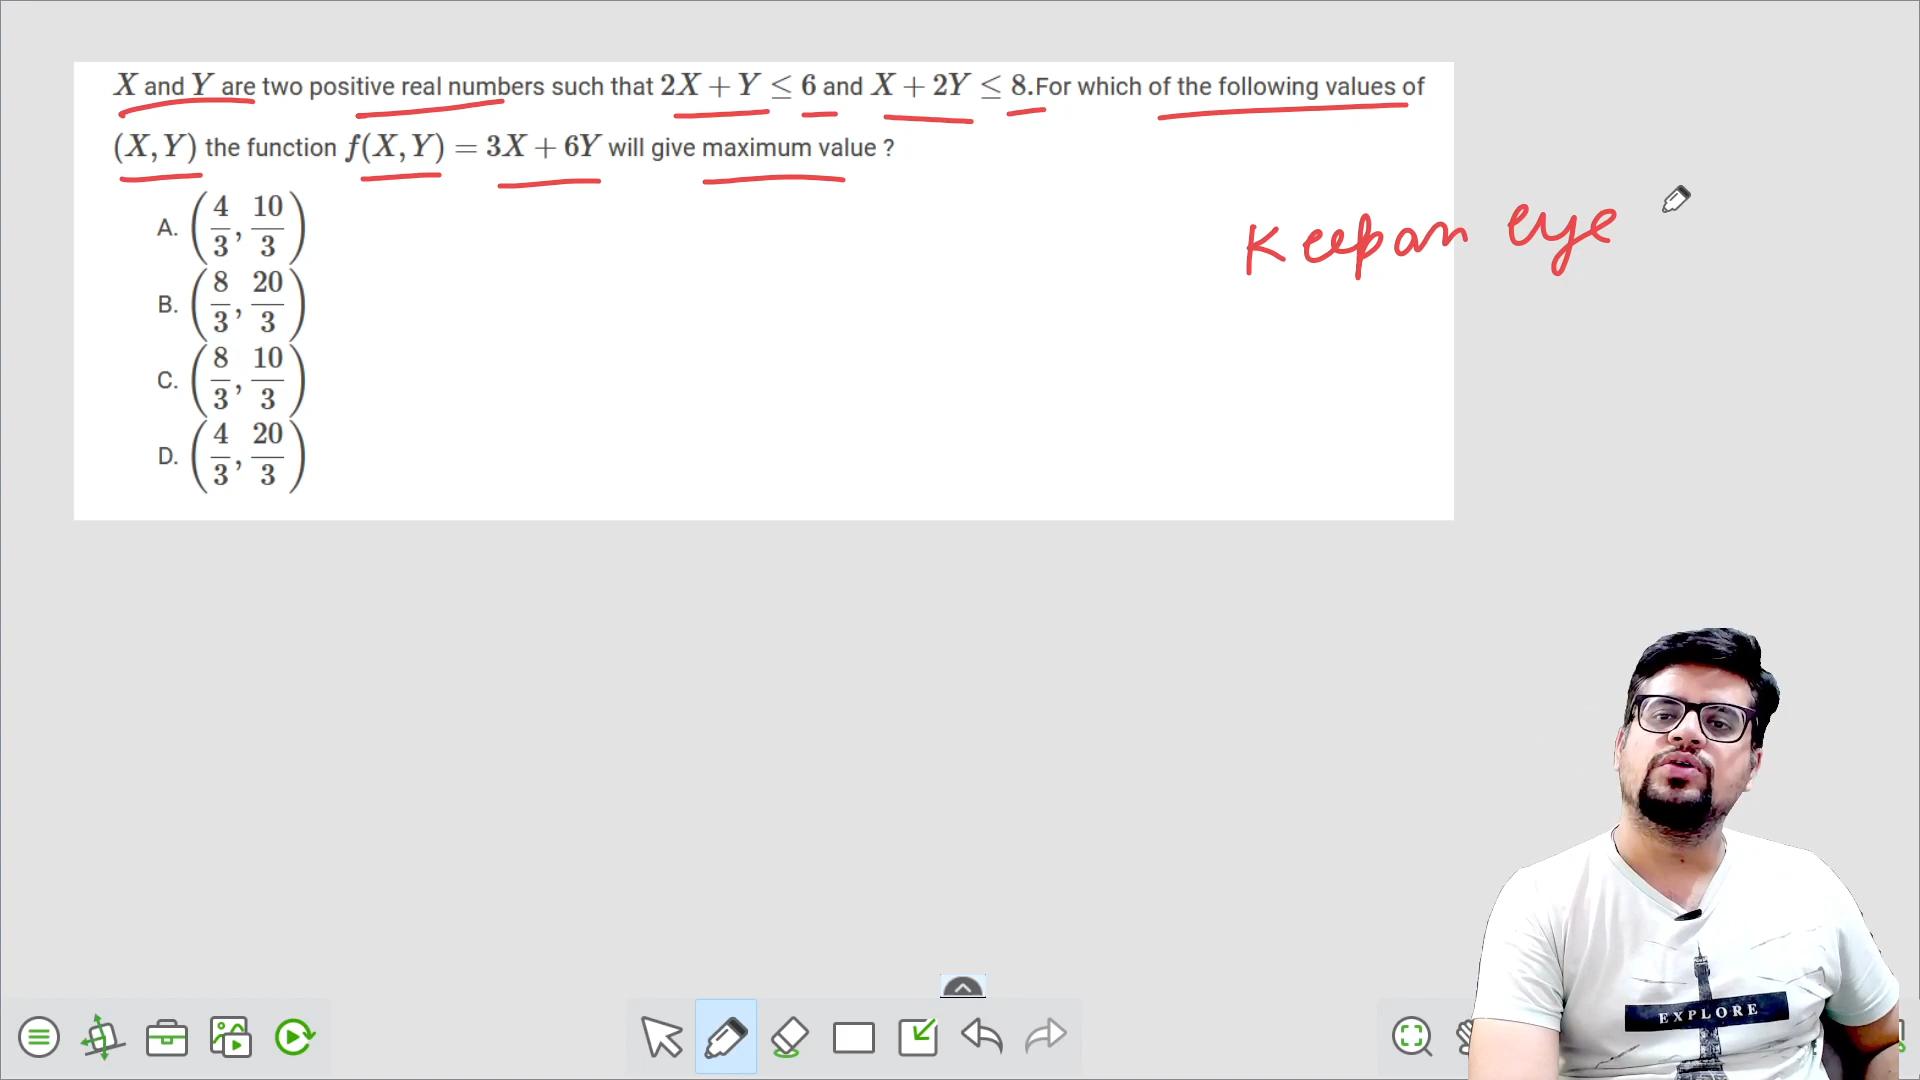 X and Y are two positive real numbers such that 2X + Y ≤ 6 and X + 2Y ≤ 8.For which of the following values of
(X, Y) the function f(X, Y) = 3X + 6Y will give maximum value ?
A. (4/3, 10/3)
B. (8/3, 20/3)
C. (8/3, 10/3)
D. (4/3, 20/3)
Keep an eye
EXPLORE